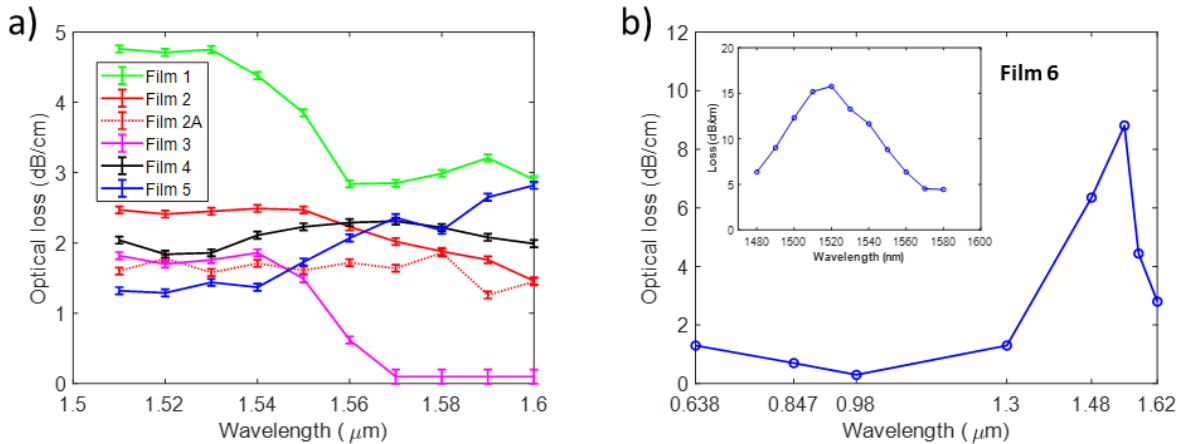 a)
Optical loss (dB/cm)
5
4
3
2
1
0
Film 1
Film 2
Film 2A
Film 3
Film 4
Film 5
1.5 1.52 1.54 1.56 1.58 1.6
Wavelength ( μm)
b)
Optical loss (dB/cm)
12
10
8
6
4
2
0
Film 6
Loss (dB/cm)
20
15
10
5
0
1480 1500 1520 1540 1560 1580 1600
Wavelength (nm)
0.638 0.847 0.98 1.3 1.48 1.62
Wavelength ( μm)